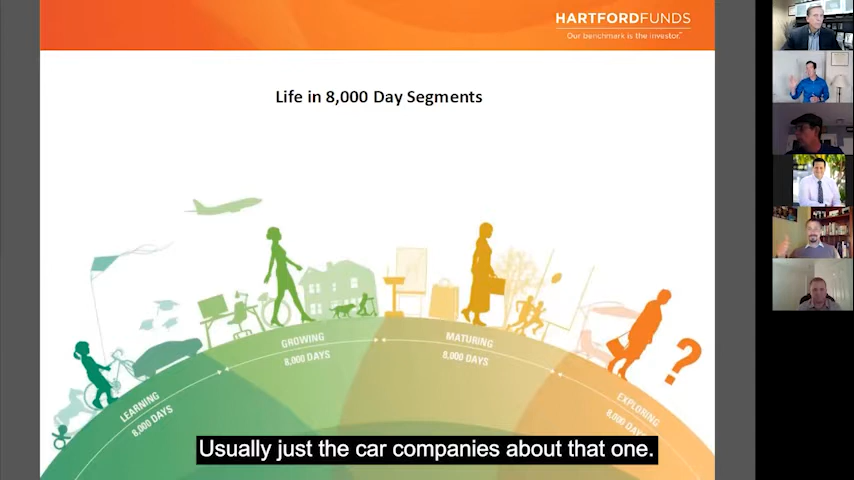 HARTFORDFUNDS
Our benchmark is the investor.
Life in 8,000 Day Segments
LEARNING
8,000 DAYS
GROWING
8,000 DAYS
MATURING
8,000 DAYS
EXPLORING
8,000 DAYS
?
Usually just the car companies about that one.